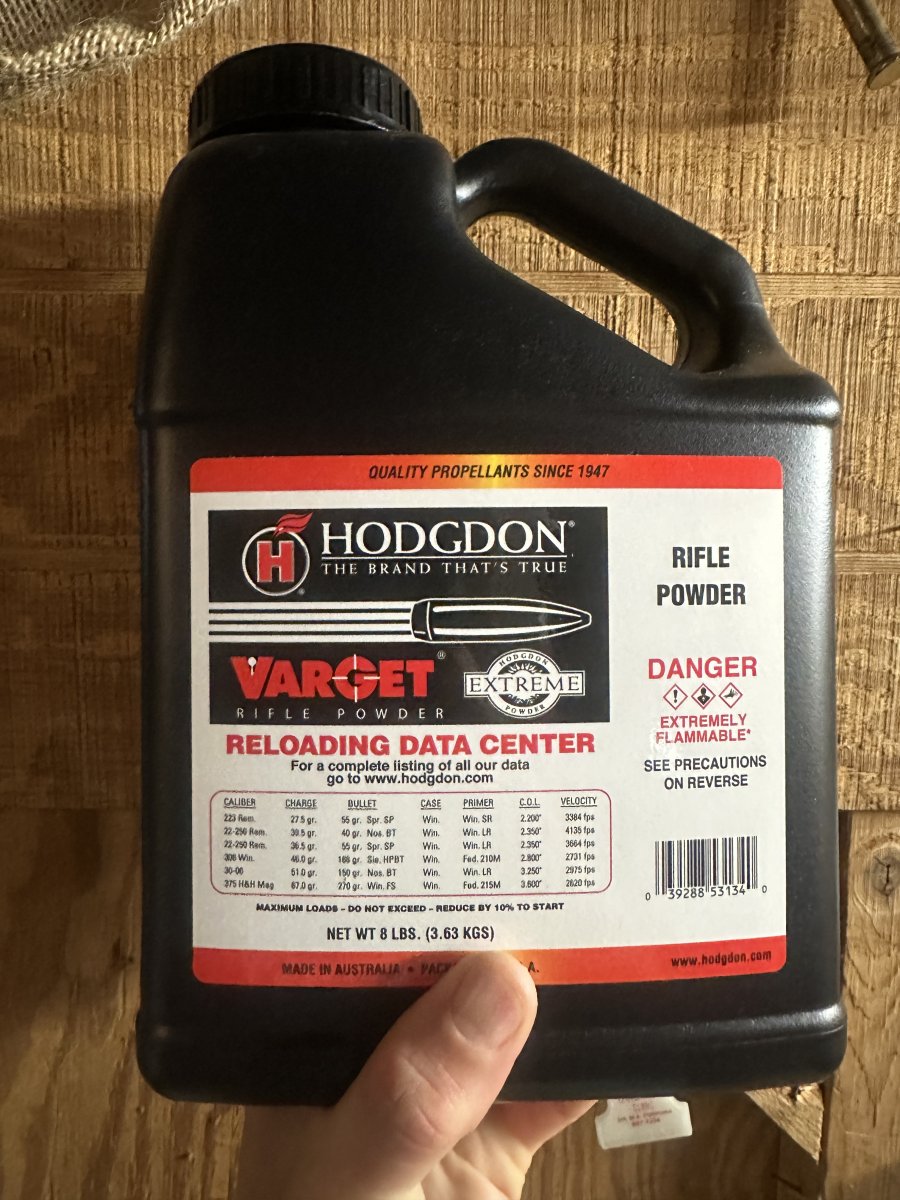 QUALITY PROPELLANTS SINCE 1947
H HODGDON®
THE BRAND THAT'S TRUE
®
VARGET®
RIFLE POWDER
HODGDON
EXTREME
POWDER
RIFLE
POWDER
DANGER
EXTREMELY
FLAMMABLE*
SEE PRECAUTIONS
ON REVERSE
RELOADING DATA CENTER
For a complete listing of all our data
go to www.hodgdon.com
CALIBER CHARGE BULLET CASE PRIMER C.O.L. VELOCITY
223 Rem. 27.5 gr. 55 gr. Spr. SP Win. Win. SR 2.200" 3384 fps
22-250 Rem. 39.5 gr. 40 gr. Nos. BT Win. Win. LR 2.350" 4135 fps
22-250 Rem. 36.5 gr. 55 gr. Spr. SP Win. Win. LR 2.350" 3664 fps
308 Win. 46.0 gr. 168 gr. Sie. HPBT Win. Fed. 210M 2.800" 2731 fps
30-06 51.0 gr. 150 gr. Nos. BT Win. Win. LR 3.250" 2975 fps
375 H&H Mag 67.0 gr. 270 gr. Win. FS Win. Fed. 215M 3.600" 2620 fps
MAXIMUM LOADS - DO NOT EXCEED - REDUCE BY 10% TO START
NET WT 8 LBS. (3.63 KGS)
0 39288 53134 0
MADE IN AUSTRALIA • A.
www.hodgdon.com